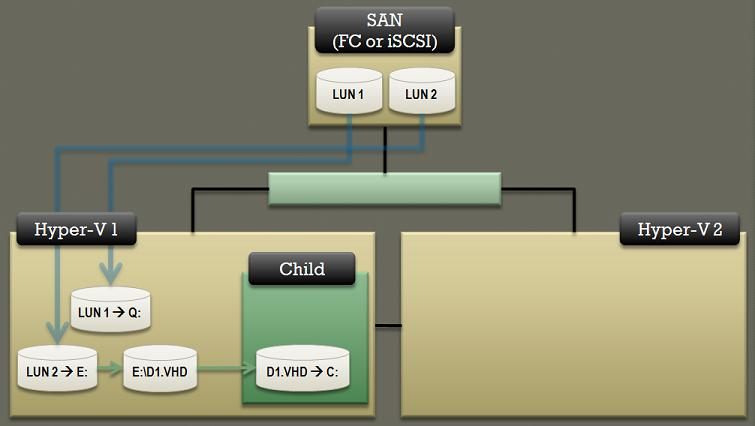 SAN
(FC or iSCSI)
LUN 1
LUN 2
Hyper-V 1
Hyper-V 2
Child
LUN 1 → Q:
LUN 2 → E:
E:\D1.VHD
D1.VHD → C: